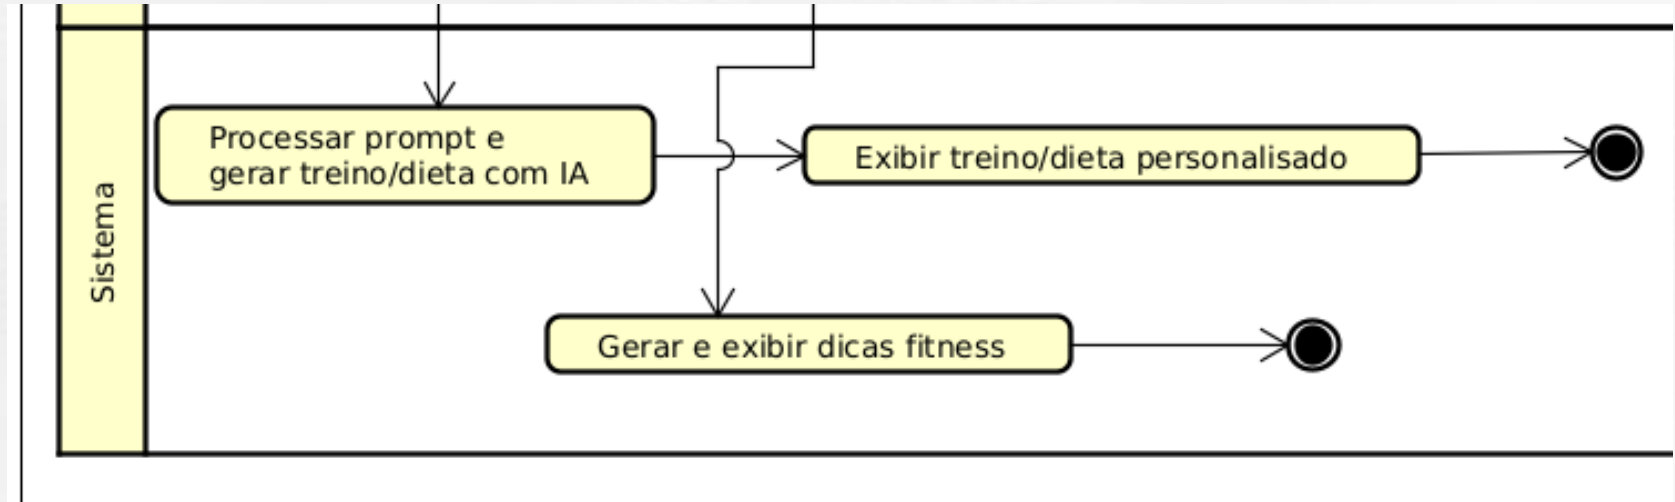 Sistema
Processar prompt e
gerar treino/dieta com IA
Exibir treino/dieta personalisado
Gerar e exibir dicas fitness